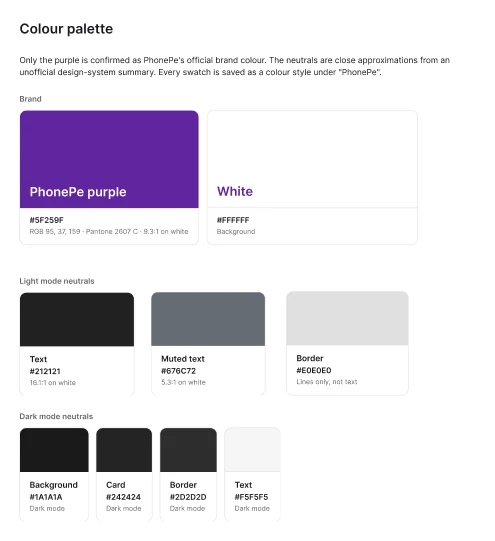 Colour palette
Only the purple is confirmed as PhonePe's official brand colour. The neutrals are close approximations from an
unofficial design-system summary. Every swatch is saved as a colour style under "PhonePe".
Brand
PhonePe purple
White
#5F259F
RGB 95, 37, 159 · Pantone 2607 C · 9.3:1 on white
#FFFFFF
Background
Light mode neutrals
Text
#212121
16.1:1 on white
Muted text
#676C72
5.3:1 on white
Border
#E0E0E0
Lines only, not text
Dark mode neutrals
Background
#1A1A1A
Dark mode
Card
#242424
Dark mode
Border
#2D2D2D
Dark mode
Text
#F5F5F5
Dark mode